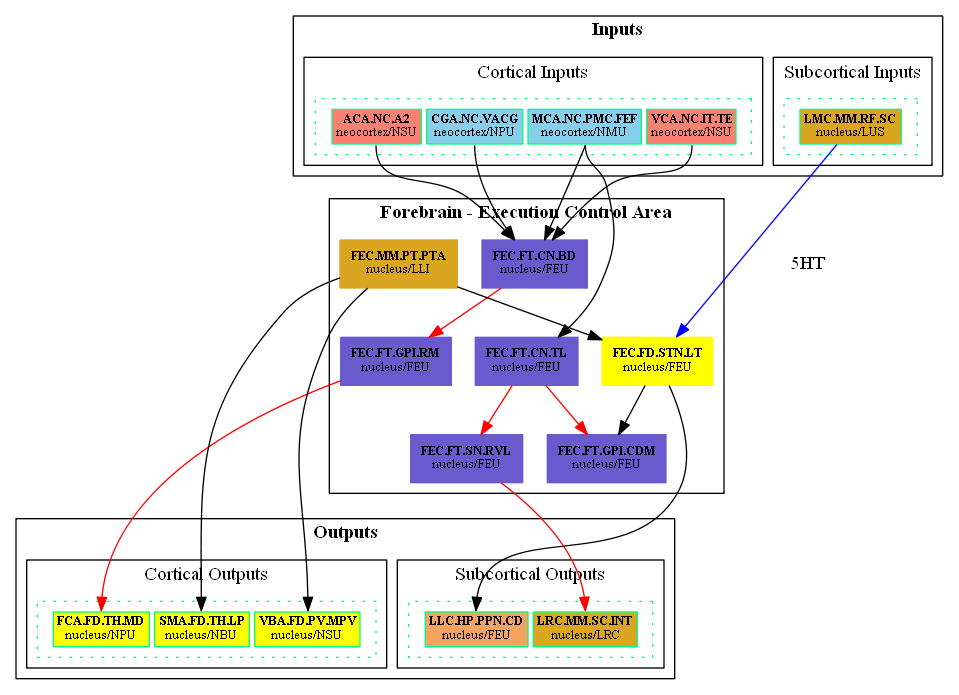 Inputs
Cortical Inputs
Subcortical Inputs
ACA.NC.A2
neocortex/NSU
CGA.NC.VACG
neocortex/NPU
MCA.NC.PMC.FEF
neocortex/NMU
VCA.NC.IT.TE
neocortex/NSU
LMC.MM.RF.SC
nucleus/LUS
Forebrain - Execution Control Area
FEC.MM.PT.PTA
nucleus/LLI
FEC.FT.CN.BD
nucleus/FEU
5HT
FEC.FT.GPI.RM
nucleus/FEU
FEC.FT.CN.TL
nucleus/FEU
FEC.FD.STN.LT
nucleus/FEU
FEC.FT.SN.RVL
nucleus/FEU
FEC.FT.GPI.CDM
nucleus/FEU
Outputs
Cortical Outputs
Subcortical Outputs
FCA.FD.TH.MD
nucleus/NPU
SMA.FD.TH.LP
nucleus/NBU
VBA.FD.PV.MPV
nucleus/NSU
LLC.HP.PPN.CD
nucleus/FEU
LRC.MM.SC.INT
nucleus/LRC